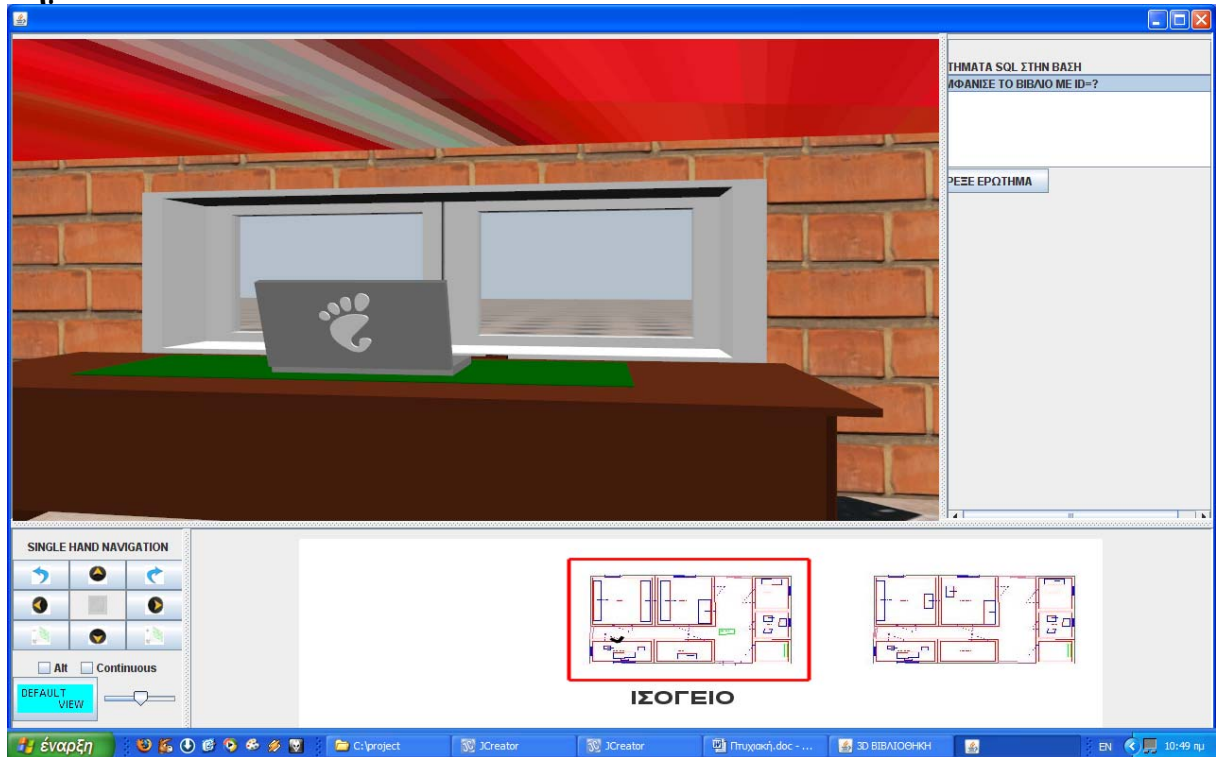 ΤΗΜΑΤΑ SQL ΣΤΗΝ ΒΑΣΗ
ΜΦΑΝΙΣΕ ΤΟ ΒΙΒΛΙΟ ΜΕ ID=?
ΡΕΞΕ ΕΡΩΤΗΜΑ
SINGLE HAND NAVIGATION
Alt Continuous
DEFAULT
VIEW
ΙΣΟΓΕΙΟ
έναρξη C:\project JCreator JCreator Πτυχιακή.doc - ... 3D ΒΙΒΛΙΟΘΗΚΗ EN 10:49 πμ